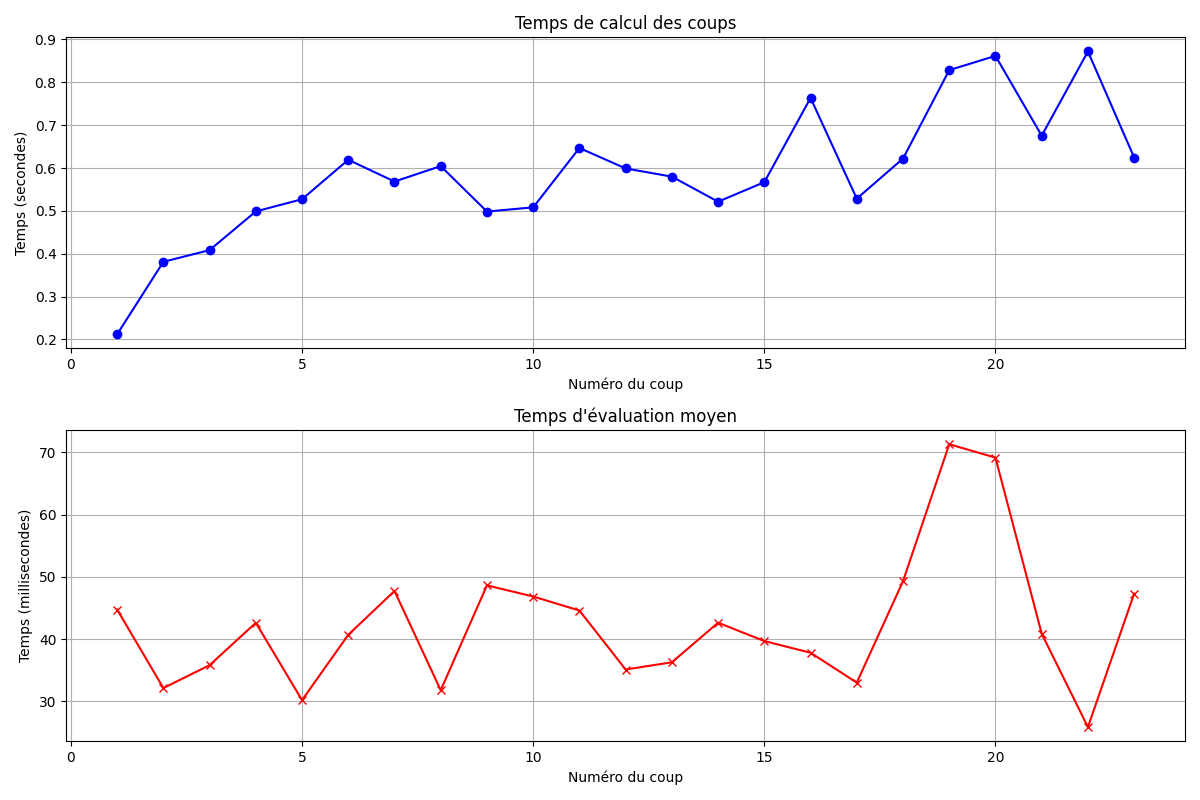 Temps de calcul des coups
Temps (secondes)
0.9
0.8
0.7
0.6
0.5
0.4
0.3
0.2
0 5 10 15 20
Numéro du coup
Temps d'évaluation moyen
Temps (millisecondes)
70
60
50
40
30
0 5 10 15 20
Numéro du coup